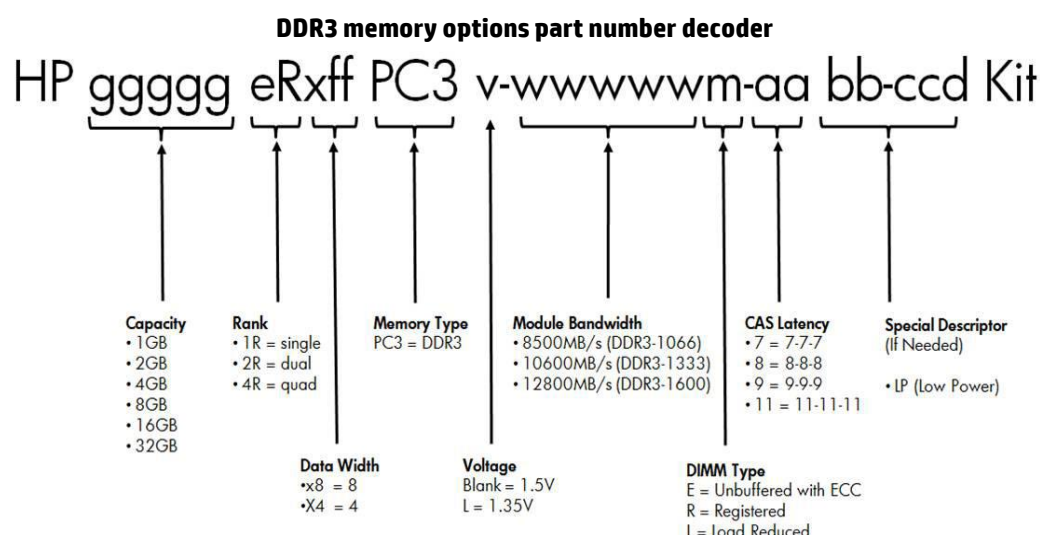 DDR3 memory options part number decoder
HP ggggg eRxff PC3 v-wwwwwm-aa bb-ccd Kit
Capacity
• 1GB
• 2GB
• 4GB
• 8GB
• 16GB
• 32GB
Rank
• 1R = single
• 2R = dual
• 4R = quad
Memory Type
PC3 = DDR3
Module Bandwidth
• 8500MB/s (DDR3-1066)
• 10600MB/s (DDR3-1333)
• 12800MB/s (DDR3-1600)
CAS Latency
• 7 = 7-7-7
• 8 = 8-8-8
• 9 = 9-9-9
• 11 = 11-11-11
Special Descriptor
(If Needed)
• LP (Low Power)
Data Width
•x8 = 8
•X4 = 4
Voltage
Blank = 1.5V
L = 1.35V
DIMM Type
E = Unbuffered with ECC
R = Registered
L = Load Reduced